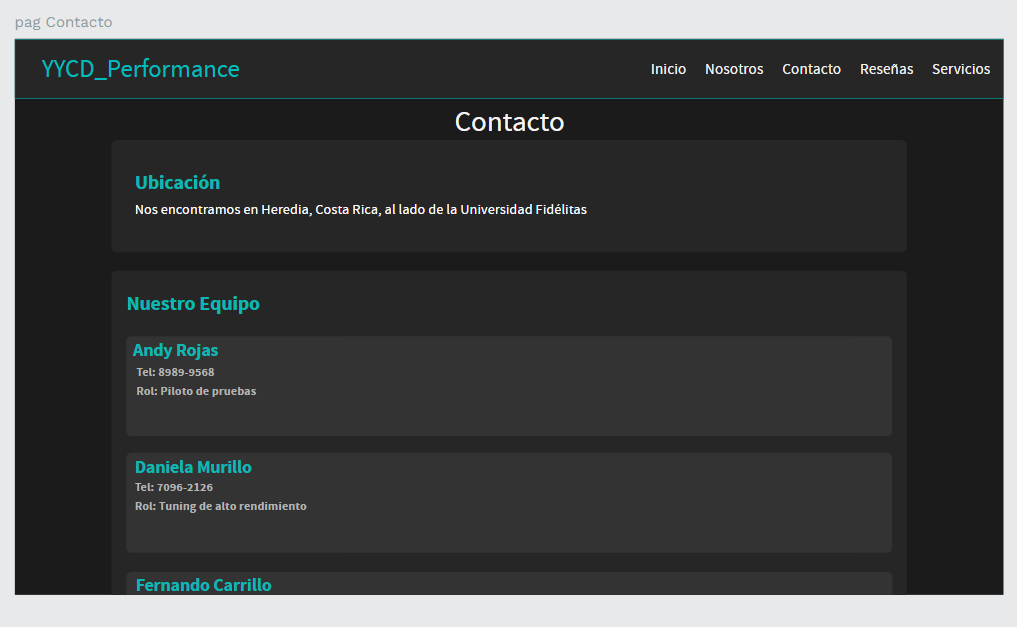 pag Contacto
YYCD_Performance
Inicio Nosotros Contacto Reseñas Servicios
Contacto
Ubicación
Nos encontramos en Heredia, Costa Rica, al lado de la Universidad Fidélitas
Nuestro Equipo
Andy Rojas
Tel: 8989-9568
Rol: Piloto de pruebas
Daniela Murillo
Tel: 7096-2126
Rol: Tuning de alto rendimiento
Fernando Carrillo